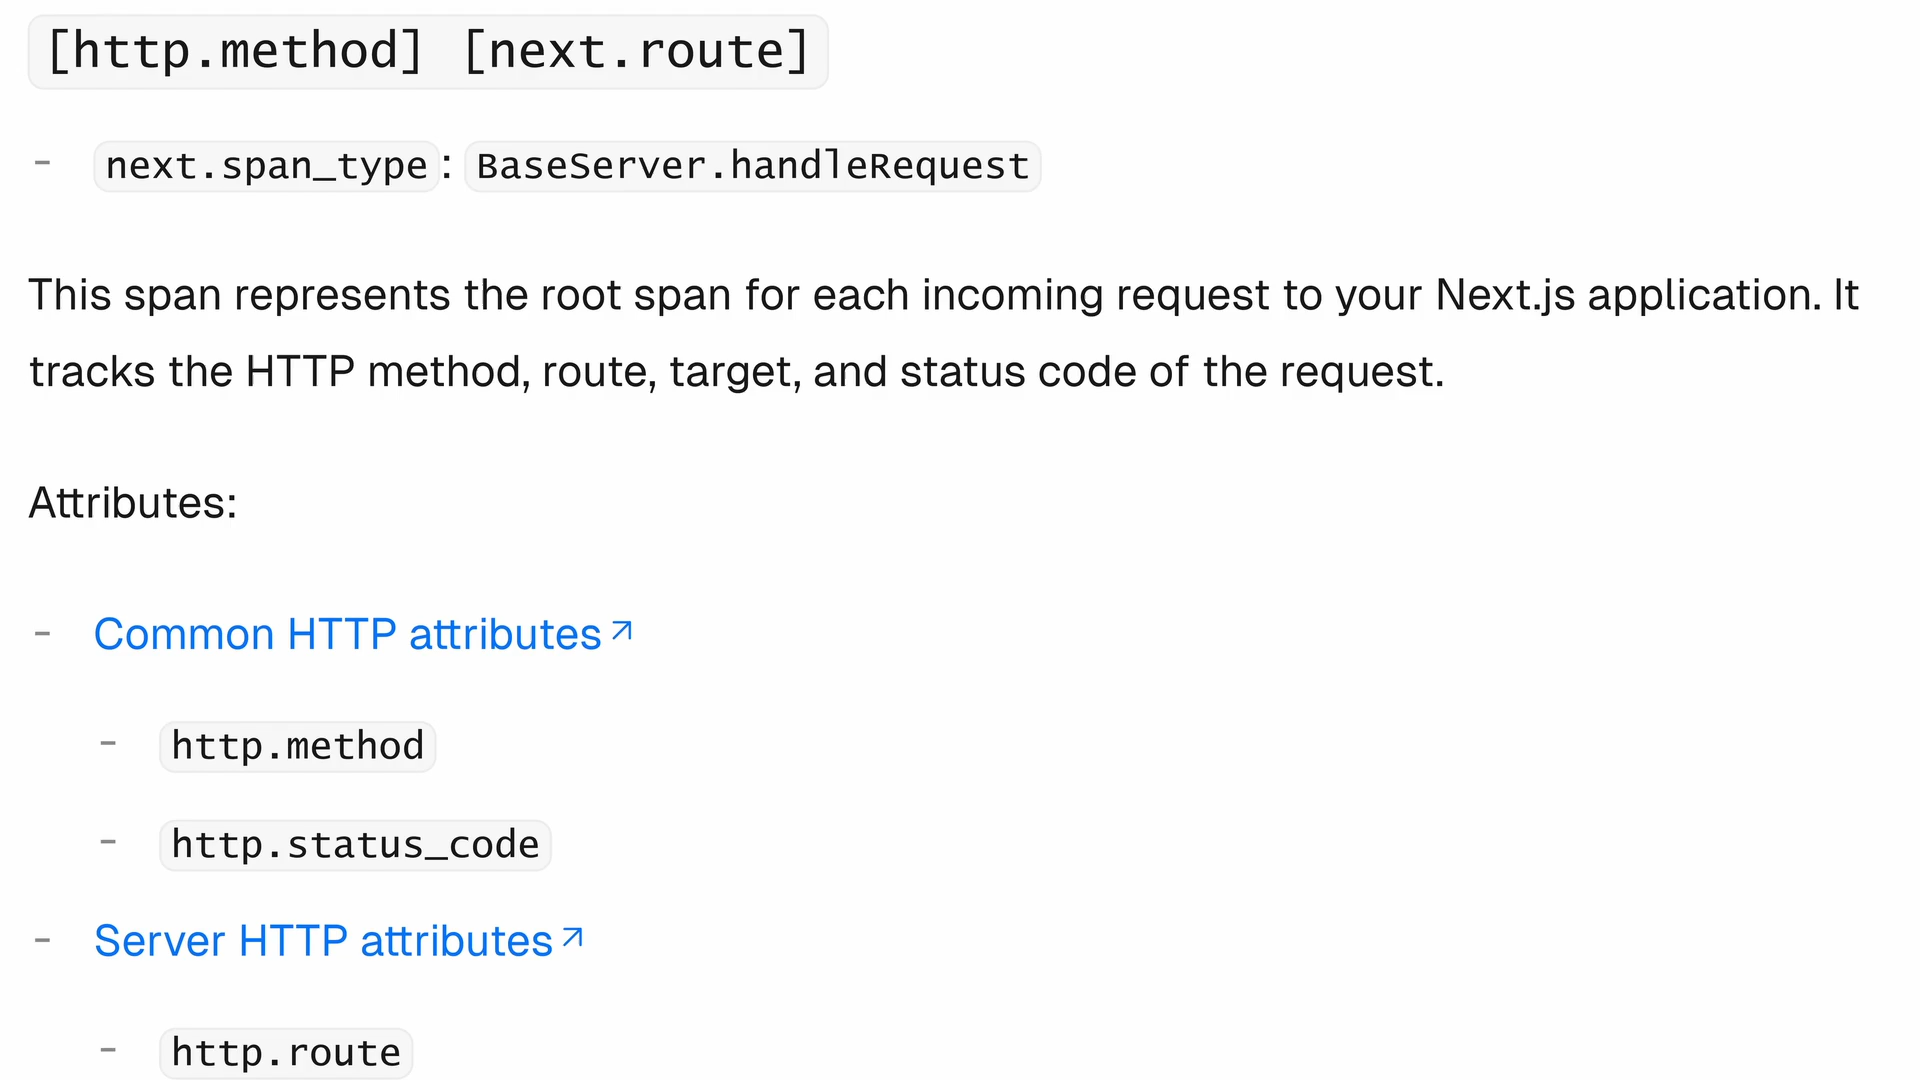 [http.method] [next.route]
- next.span_type: BaseServer.handleRequest
This span represents the root span for each incoming request to your Next.js application. It
tracks the HTTP method, route, target, and status code of the request.
Attributes:
- Common HTTP attributes↗
- http.method
- http.status_code
- Server HTTP attributes↗
- http.route